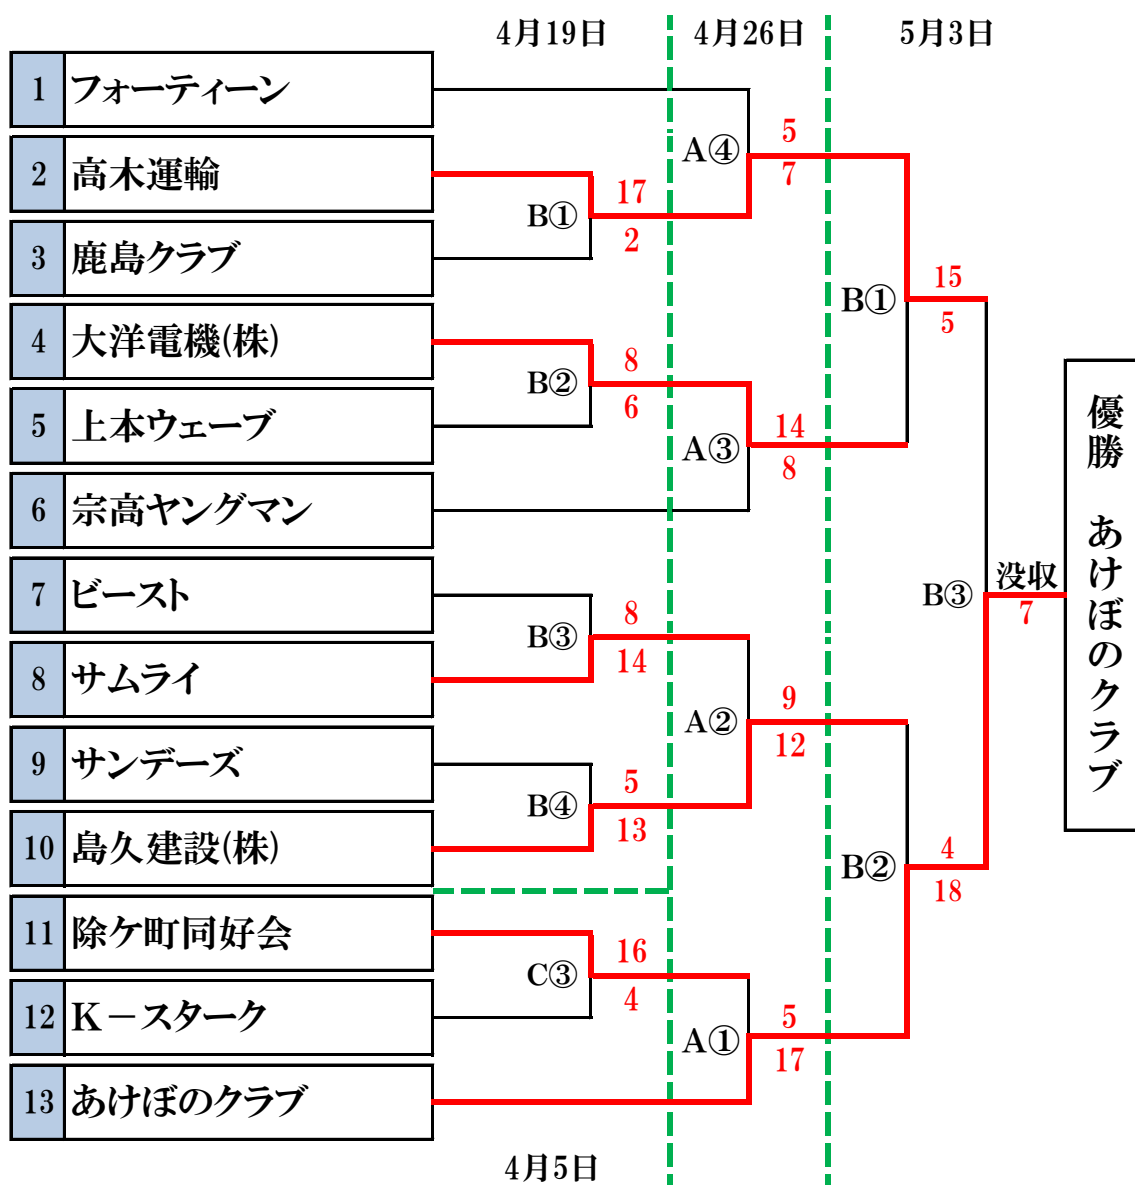 4月19日
4月26日
5月3日
1 フォーティーン
2 高木運輸
3 鹿島クラブ
4 大洋電機(株)
5 上本ウェーブ
6 宗高ヤングマン
7 ビースト
8 サムライ
9 サンデーズ
10 島久建設(株)
11 除ケ町同好会
12 K－スターク
13 あけぼのクラブ
B①
17
2
B②
8
6
B③
8
14
B④
5
13
C③
16
4
A④
5
7
A③
14
8
A②
9
12
A①
5
17
B①
15
5
B②
4
18
B③
没収
7
優勝　あけぼのクラブ
4月5日